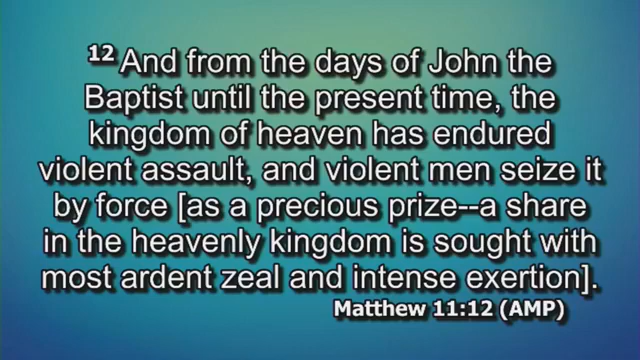 12 And from the days of John the
Baptist until the present time, the
kingdom of heaven has endured
violent assault, and violent men seize it
by force [as a precious prize--a share
in the heavenly kingdom is sought with
most ardent zeal and intense exertion].
Matthew 11:12 (AMP)